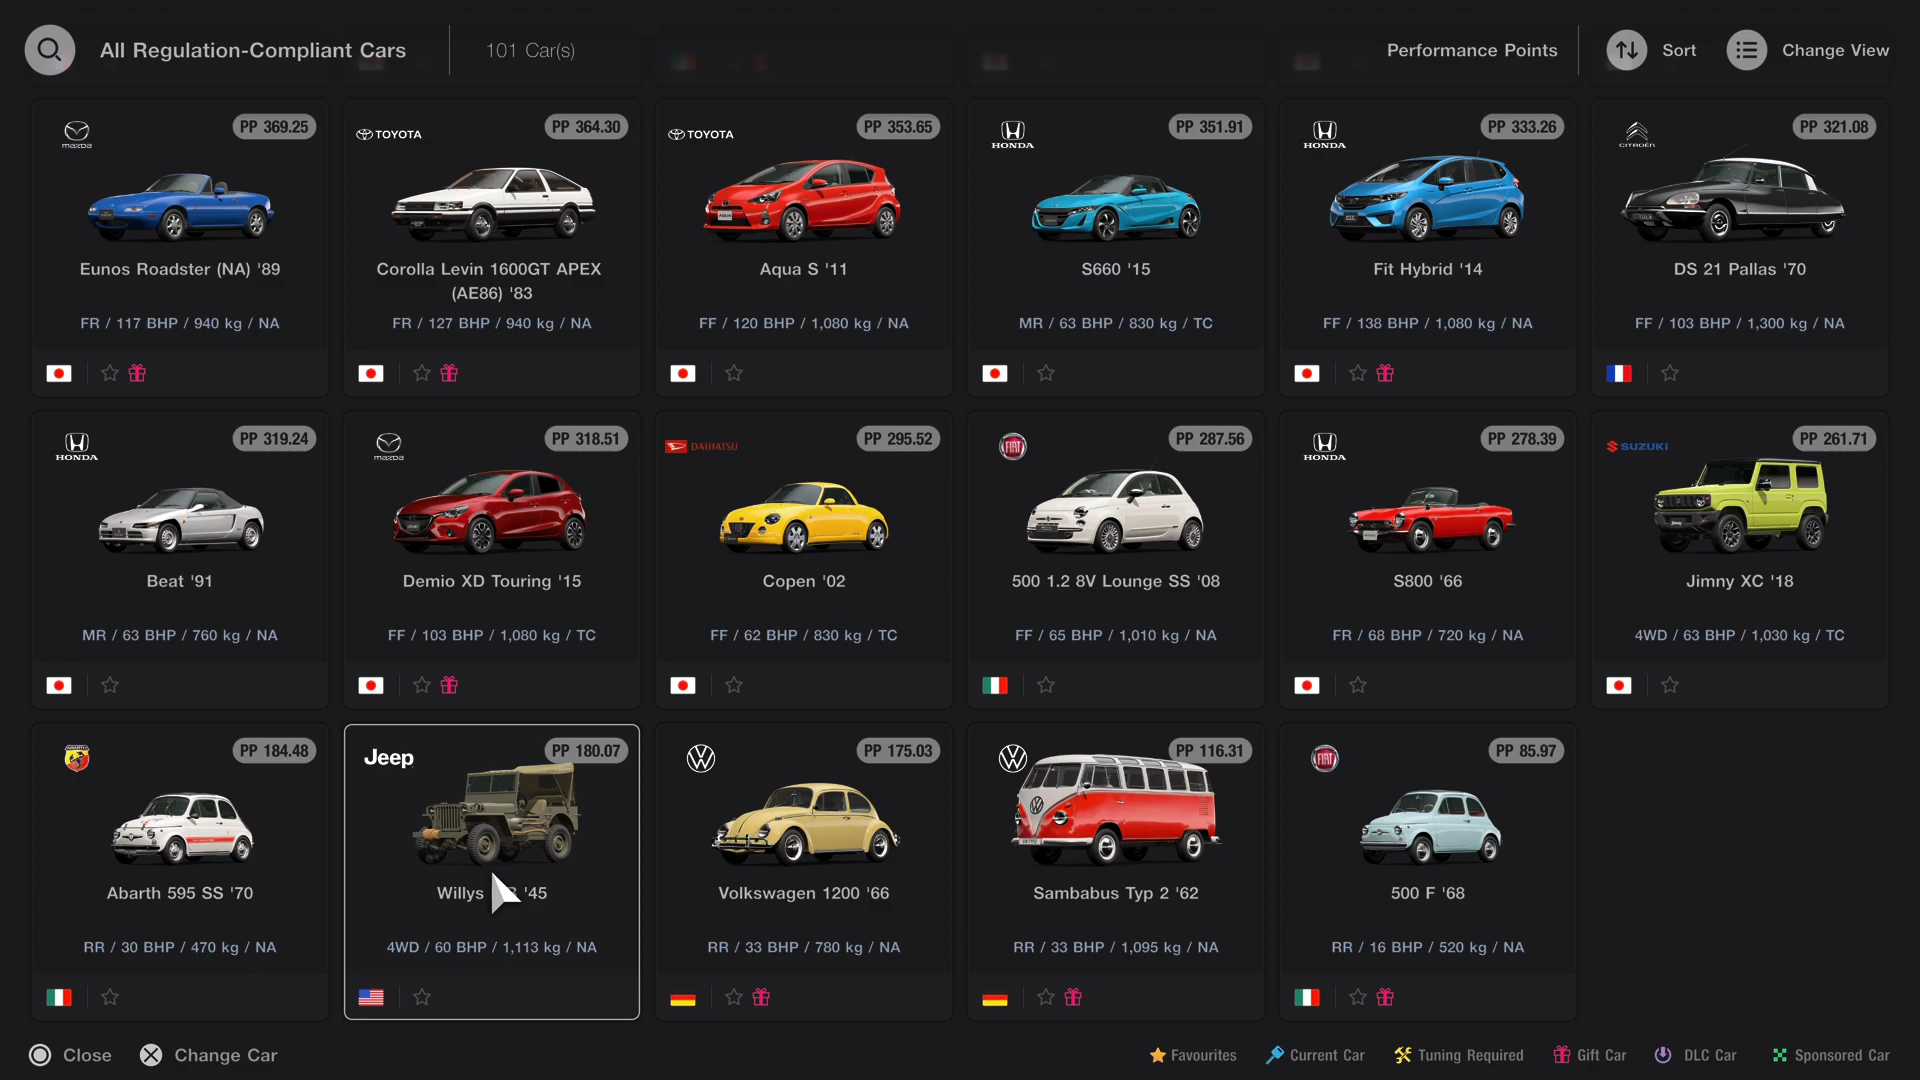 All Regulation-Compliant Cars
101 Car(s)
Performance Points
Sort
Change View
mazda
PP 369.25
Eunos Roadster (NA) '89
FR / 117 BHP / 940 kg / NA
TOYOTA
PP 364.30
Corolla Levin 1600GT APEX
(AE86) '83
FR / 127 BHP / 940 kg / NA
TOYOTA
PP 353.65
Aqua S '11
FF / 120 BHP / 1,080 kg / NA
HONDA
PP 351.91
S660 '15
MR / 63 BHP / 830 kg / TC
HONDA
PP 333.26
Fit Hybrid '14
FF / 138 BHP / 1,080 kg / NA
CITROËN
PP 321.08
DS 21 Pallas '70
FF / 103 BHP / 1,300 kg / NA
HONDA
PP 319.24
Beat '91
MR / 63 BHP / 760 kg / NA
mazda
PP 318.51
Demio XD Touring '15
FF / 103 BHP / 1,080 kg / TC
DAIHATSU
PP 295.52
Copen '02
FF / 62 BHP / 830 kg / TC
FIAT
PP 287.56
500 1.2 8V Lounge SS '08
FF / 65 BHP / 1,010 kg / NA
HONDA
PP 278.39
S800 '66
FR / 68 BHP / 720 kg / NA
SUZUKI
PP 261.71
Jimny XC '18
4WD / 63 BHP / 1,030 kg / TC
ABARTH
PP 184.48
Abarth 595 SS '70
RR / 30 BHP / 470 kg / NA
Jeep
PP 180.07
Willys '45
4WD / 60 BHP / 1,113 kg / NA
PP 175.03
Volkswagen 1200 '66
RR / 33 BHP / 780 kg / NA
PP 116.31
Sambabus Typ 2 '62
RR / 33 BHP / 1,095 kg / NA
FIAT
PP 85.97
500 F '68
RR / 16 BHP / 520 kg / NA
Close
Change Car
Favourites
Current Car
Tuning Required
Gift Car
DLC Car
Sponsored Car